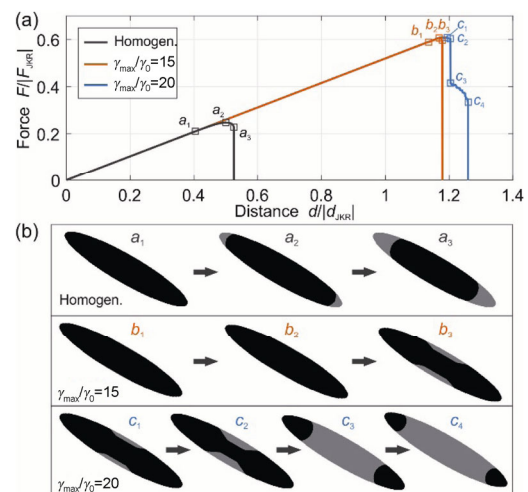 (a)
Force F/|F_JKR|
0.6
0.4
0.2
0
Homogen.
γmax/γ0=15
γmax/γ0=20
a1
a2
a3
b1
b2
b3
c1
c2
c3
c4
0
0.2
0.4
0.6
0.8
1
1.2
1.4
Distance d/|d_JKR|
(b)
a1
a2
a3
Homogen.
b1
b2
b3
γmax/γ0=15
c1
c2
c3
c4
γmax/γ0=20